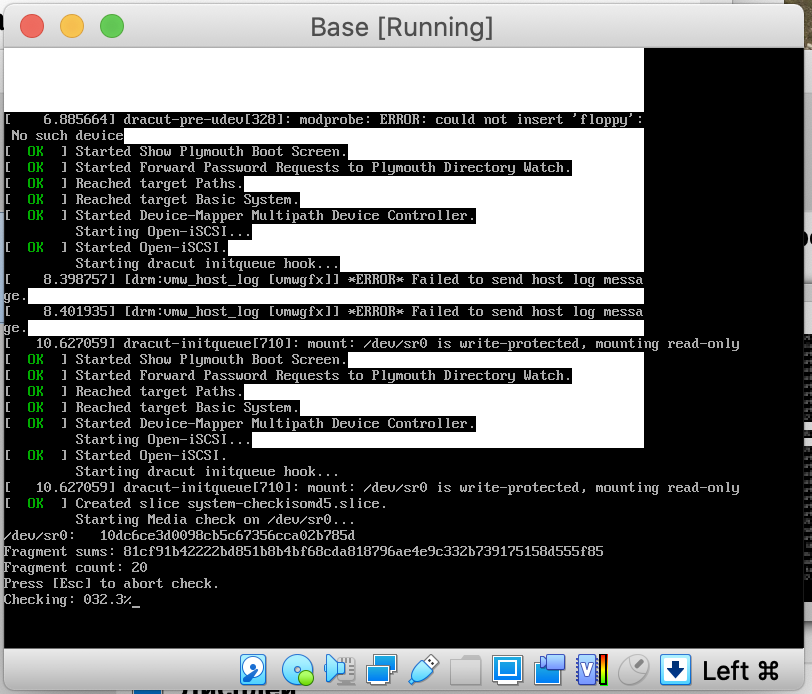 Base [Running]
[    6.885664] dracut-pre-udev[328]: modprobe: ERROR: could not insert 'floppy':
 No such device
[  OK  ] Started Show Plymouth Boot Screen.
[  OK  ] Started Forward Password Requests to Plymouth Directory Watch.
[  OK  ] Reached target Paths.
[  OK  ] Reached target Basic System.
[  OK  ] Started Device-Mapper Multipath Device Controller.
         Starting Open-iSCSI...
[  OK  ] Started Open-iSCSI.
         Starting dracut initqueue hook...
[    8.398757] [drm:vmw_host_log [vmwgfx]] *ERROR* Failed to send host log messa
ge.
[    8.401935] [drm:vmw_host_log [vmwgfx]] *ERROR* Failed to send host log messa
ge.
[   10.627059] dracut-initqueue[710]: mount: /dev/sr0 is write-protected, mounting read-only
[  OK  ] Started Show Plymouth Boot Screen.
[  OK  ] Started Forward Password Requests to Plymouth Directory Watch.
[  OK  ] Reached target Paths.
[  OK  ] Reached target Basic System.
[  OK  ] Started Device-Mapper Multipath Device Controller.
         Starting Open-iSCSI...
[  OK  ] Started Open-iSCSI.
         Starting dracut initqueue hook...
[   10.627059] dracut-initqueue[710]: mount: /dev/sr0 is write-protected, mounting read-only
[  OK  ] Created slice system-checkisomd5.slice.
         Starting Media check on /dev/sr0...
/dev/sr0:   10dc6ce3d0098cb5c67356cca02b785d
Fragment sums: 81cf91b42222bd851b8b4bf68cda818796ae4e9c332b739175158d555f85
Fragment count: 20
Press [Esc] to abort check.
Checking: 032.3%_
Left ⌘